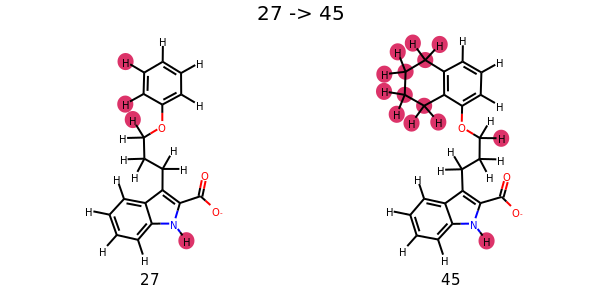 27 -> 45
H H
H H H H
H H H H
H H
H H H H
H H H H
H O H H O H
H H H
H H H H H H
H H H O H O
H O- H O-
N N
H H H H
H H
H H
27 45